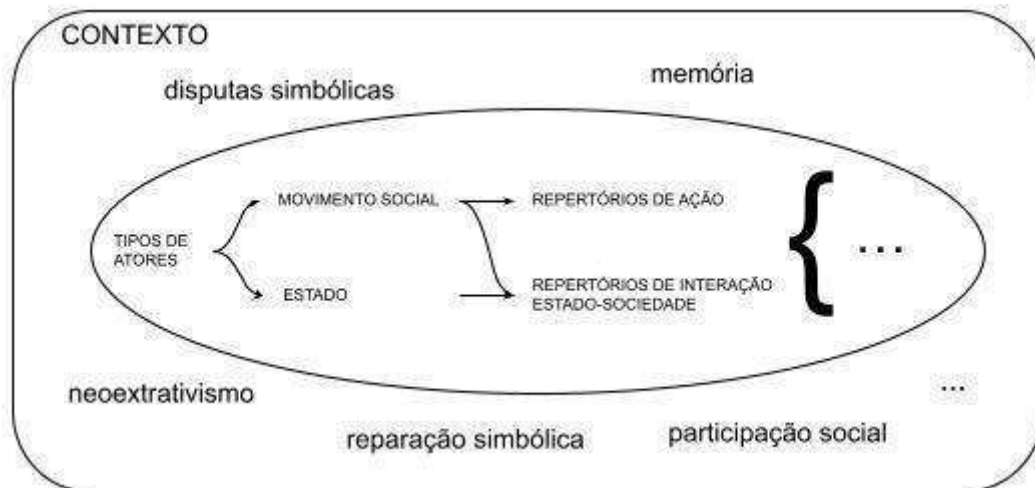 CONTEXTO
disputas simbólicas
memória
MOVIMENTO SOCIAL
REPERTÓRIOS DE AÇÃO
{
...
TIPOS DE
ATORES
ESTADO
REPERTÓRIOS DE INTERAÇÃO
ESTADO-SOCIEDADE
neoextrativismo
...
reparação simbólica
participação social